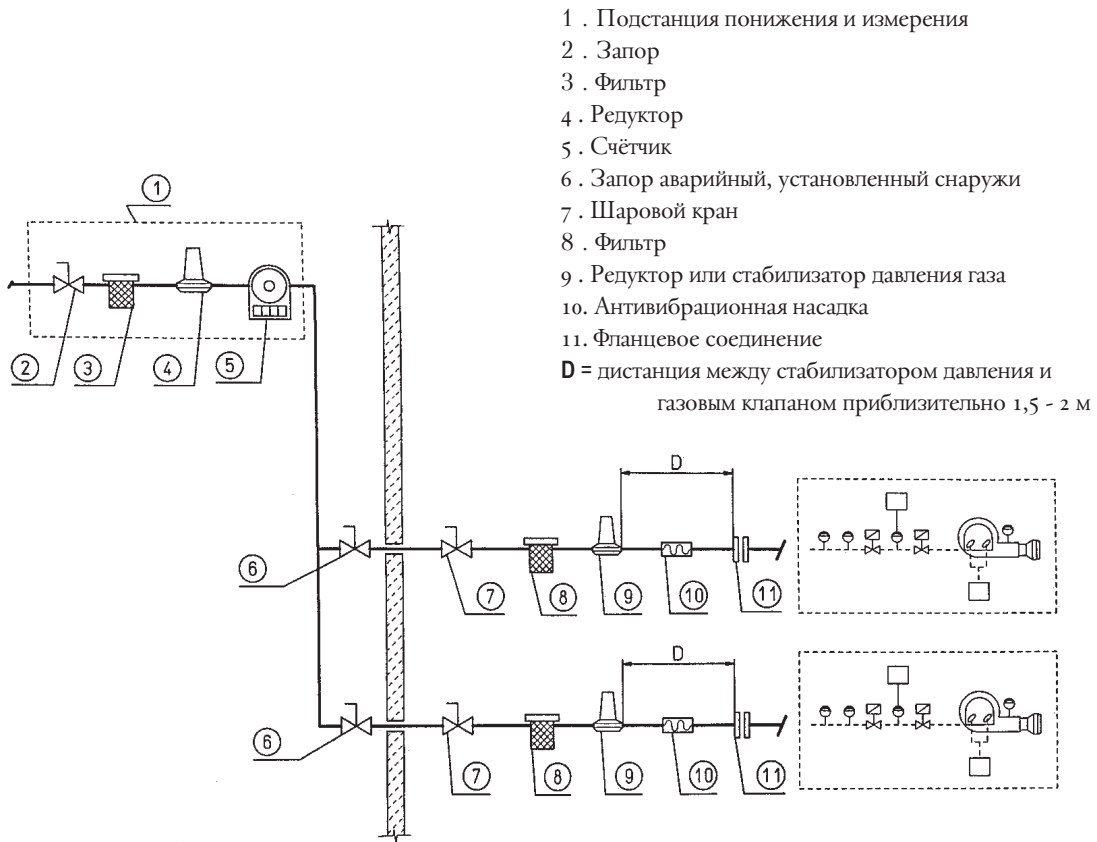 1 . Подстанция понижения и измерения
2 . Запор
3 . Фильтр
4 . Редуктор
5 . Счётчик
6 . Запор аварийный, установленный снаружи
7 . Шаровой кран
8 . Фильтр
9 . Редуктор или стабилизатор давления газа
10. Антивибрационная насадка
11. Фланцевое соединение
D = дистанция между стабилизатором давления и
газовым клапаном приблизительно 1,5 - 2 м
1
2 3 4 5
D
6 7 8 9 10 11
D
6 7 8 9 10 11